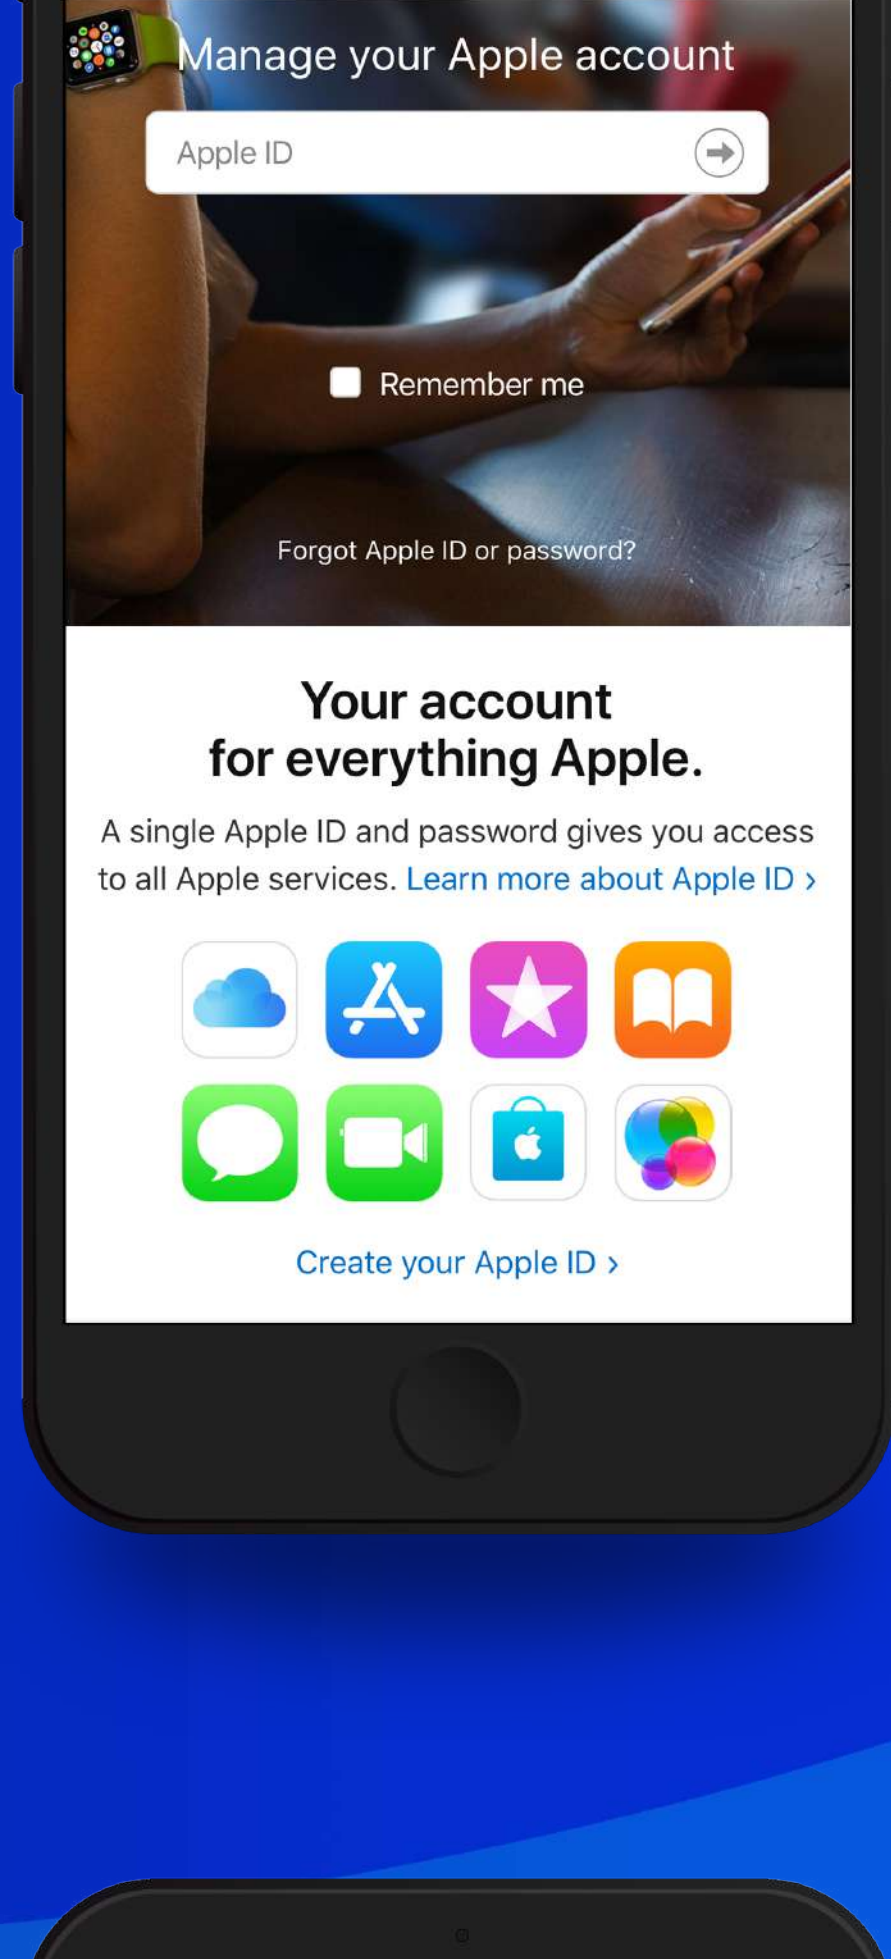 Manage your Apple account
Apple ID
Remember me
Forgot Apple ID or password?
Your account
for everything Apple.
A single Apple ID and password gives you access
to all Apple services. Learn more about Apple ID ›
Create your Apple ID ›